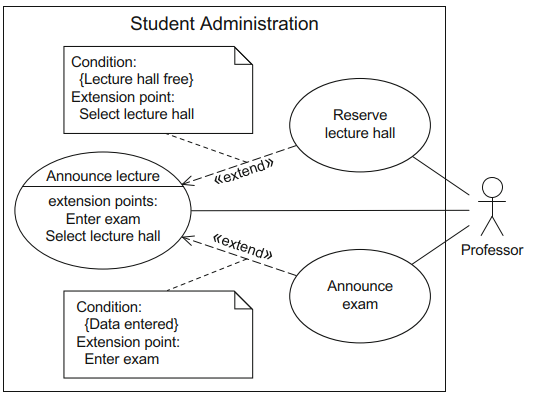 Student Administration
Condition:
{Lecture hall free}
Extension point:
Select lecture hall
Reserve
lecture hall
«extend»
Announce lecture
extension points:
Enter exam
Select lecture hall
Professor
«extend»
Announce
exam
Condition:
{Data entered}
Extension point:
Enter exam